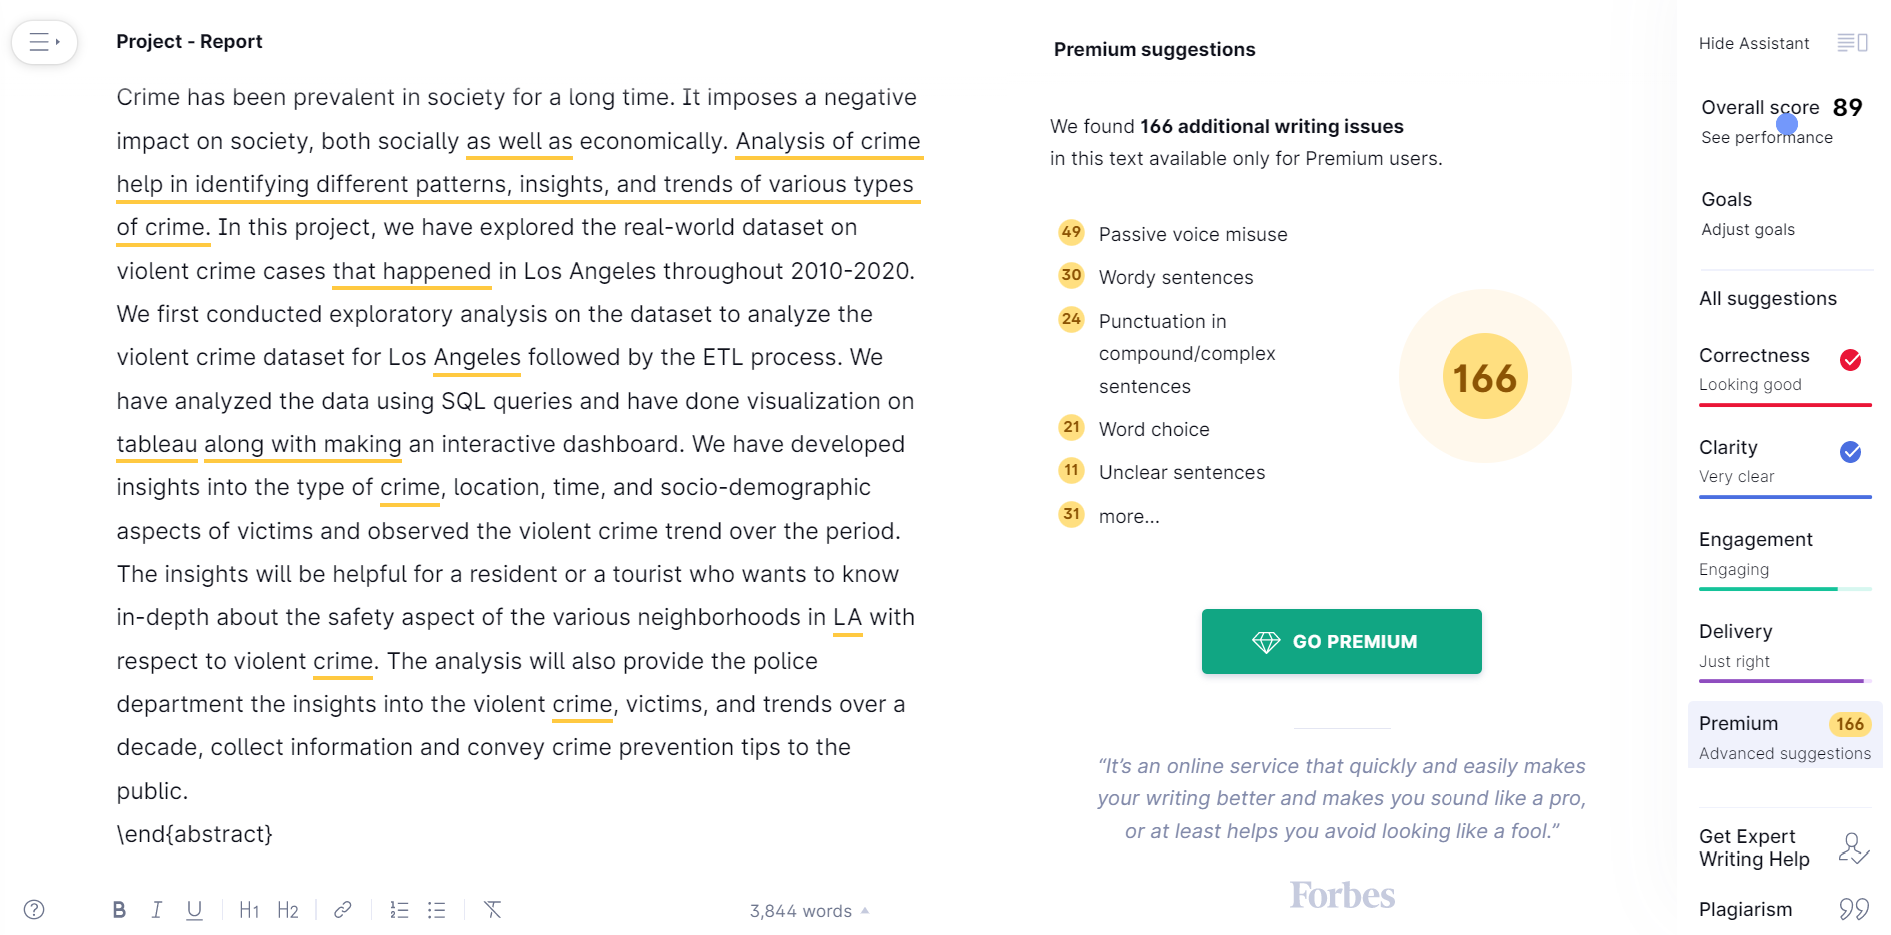 Project - Report
Crime has been prevalent in society for a long time. It imposes a negative
impact on society, both socially as well as economically. Analysis of crime
help in identifying different patterns, insights, and trends of various types
of crime. In this project, we have explored the real-world dataset on
violent crime cases that happened in Los Angeles throughout 2010-2020.
We first conducted exploratory analysis on the dataset to analyze the
violent crime dataset for Los Angeles followed by the ETL process. We
have analyzed the data using SQL queries and have done visualization on
tableau along with making an interactive dashboard. We have developed
insights into the type of crime, location, time, and socio-demographic
aspects of victims and observed the violent crime trend over the period.
The insights will be helpful for a resident or a tourist who wants to know
in-depth about the safety aspect of the various neighborhoods in LA with
respect to violent crime. The analysis will also provide the police
department the insights into the violent crime, victims, and trends over a
decade, collect information and convey crime prevention tips to the
public.
\end{abstract}
B I U H1 H2
3,844 words
Premium suggestions
We found 166 additional writing issues
in this text available only for Premium users.
49 Passive voice misuse
30 Wordy sentences
24 Punctuation in
compound/complex
sentences
21 Word choice
11 Unclear sentences
31 more...
166
GO PREMIUM
“It’s an online service that quickly and easily makes
your writing better and makes you sound like a pro,
or at least helps you avoid looking like a fool.”
Forbes
Hide Assistant
Overall score 89
See performance
Goals
Adjust goals
All suggestions
Correctness
Looking good
Clarity
Very clear
Engagement
Engaging
Delivery
Just right
Premium 166
Advanced suggestions
Get Expert
Writing Help
Plagiarism